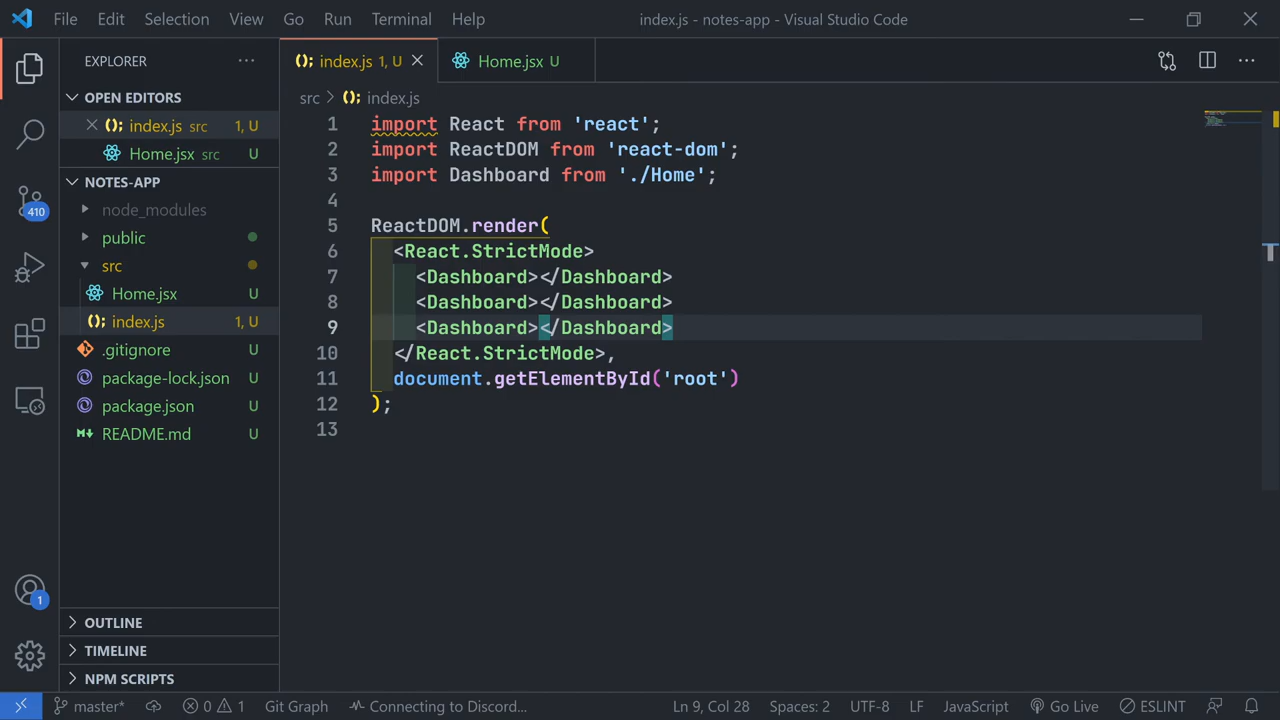 File Edit Selection View Go Run Terminal Help index.js - notes-app - Visual Studio Code
EXPLORER
OPEN EDITORS
index.js src 1, U
Home.jsx src U
NOTES-APP
node_modules
public
src
Home.jsx U
index.js 1, U
.gitignore U
package-lock.json U
package.json U
README.md U
OUTLINE
TIMELINE
NPM SCRIPTS
410
1
index.js 1, U Home.jsx U
src index.js
1 import React from 'react';
2 import ReactDOM from 'react-dom';
3 import Dashboard from './Home';
4
5 ReactDOM.render(
6 <React.StrictMode>
7 <Dashboard></Dashboard>
8 <Dashboard></Dashboard>
9 <Dashboard></Dashboard>
10 </React.StrictMode>,
11 document.getElementById('root')
12 );
13
master* 0 1 Git Graph Connecting to Discord... Ln 9, Col 28 Spaces: 2 UTF-8 LF JavaScript Go Live ESLINT